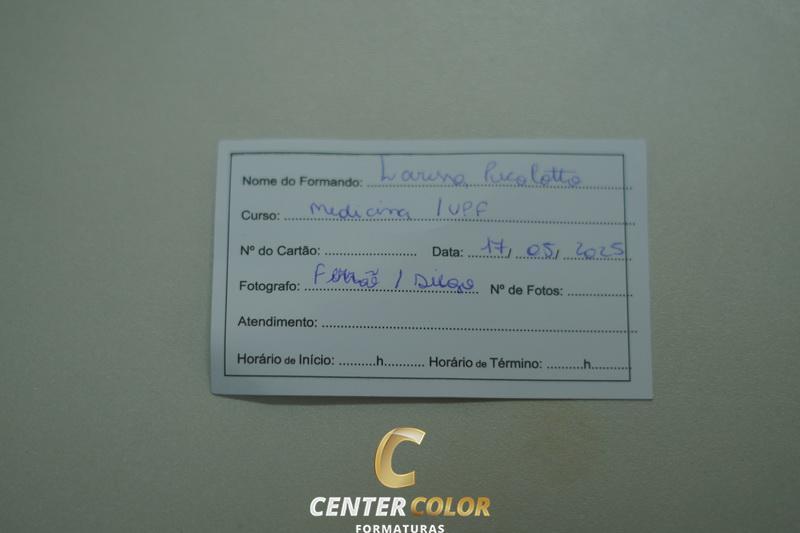 Nome do Formando: Larissa Picolotto
Curso: Medicina / UPF
Nº do Cartão: Data: 17, 05, 2025
Fotografo: / Diego Nº de Fotos:
Atendimento:
Horário de Início: h Horário de Término: h
C
CENTER COLOR
FORMATURAS